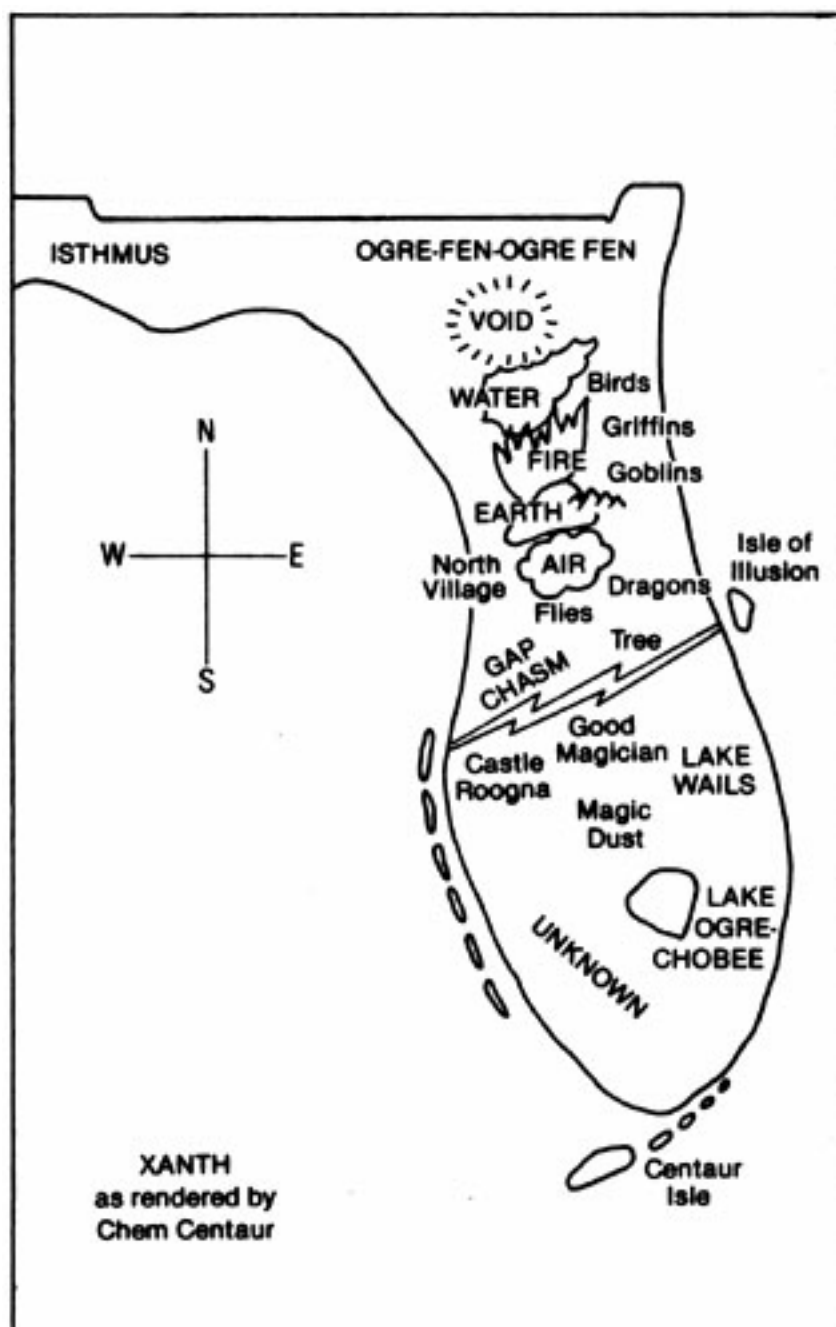 ISTHMUS
OGRE-FEN-OGRE FEN
VOID
WATER
Birds
Griffins
FIRE
Goblins
EARTH
N
W
E
S
North
Village
AIR
Dragons
Flies
Isle of
Illusion
Tree
GAP
CHASM
Good
Magician
Castle
Roogna
LAKE
WAILS
Magic
Dust
LAKE
OGRE-
CHOBEE
UNKNOWN
Centaur
Isle
XANTH
as rendered by
Chem Centaur